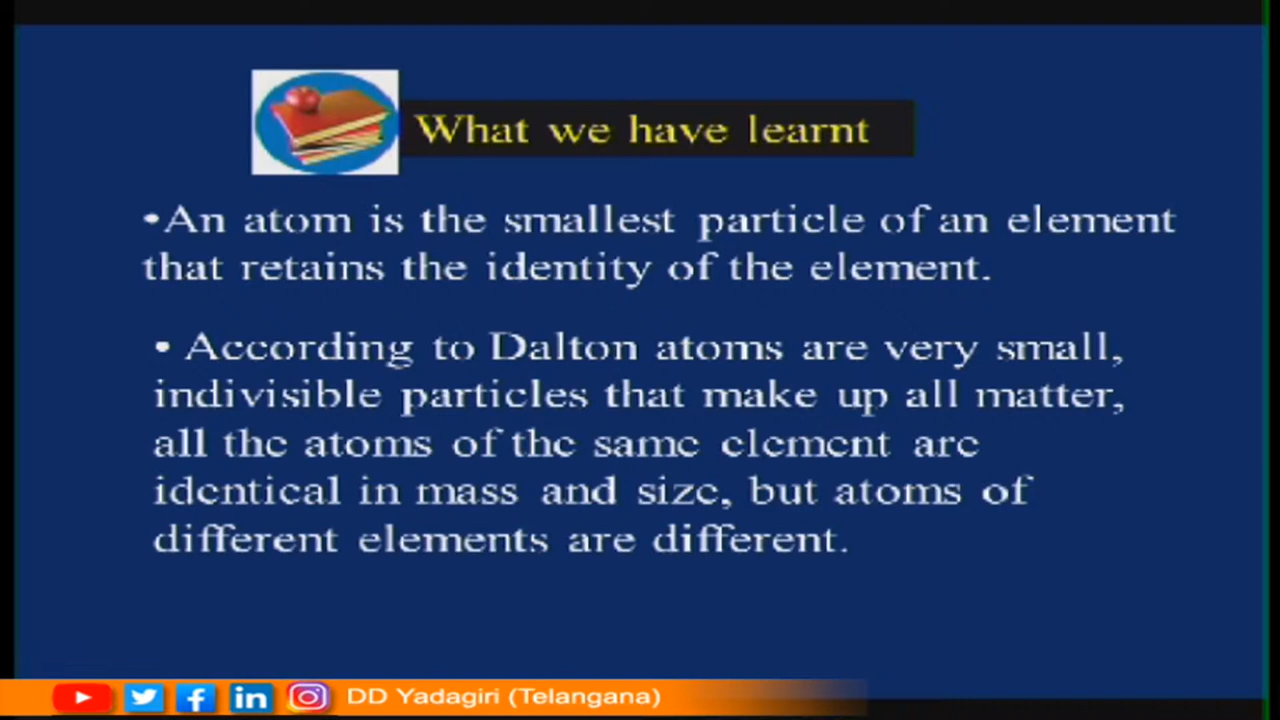 What we have learnt
•An atom is the smallest particle of an element
that retains the identity of the element.
• According to Dalton atoms are very small,
indivisible particles that make up all matter,
all the atoms of the same element are
identical in mass and size, but atoms of
different elements are different.
DD Yadagiri (Telangana)